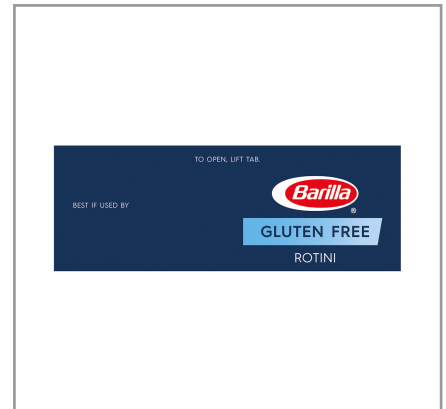 TO OPEN, LIFT TAB.
BEST IF USED BY
Barilla®
GLUTEN FREE
ROTINI